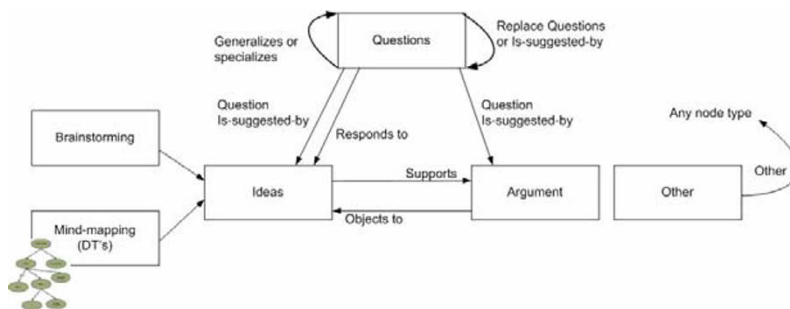 Generalizes or
specializes
Questions
Replace Questions
or Is-suggested-by
Question
Is-suggested-by
Responds to
Question
Is-suggested-by
Any node type
Brainstorming
Ideas
Supports
Objects to
Argument
Other
Other
Mind-mapping
(DT's)